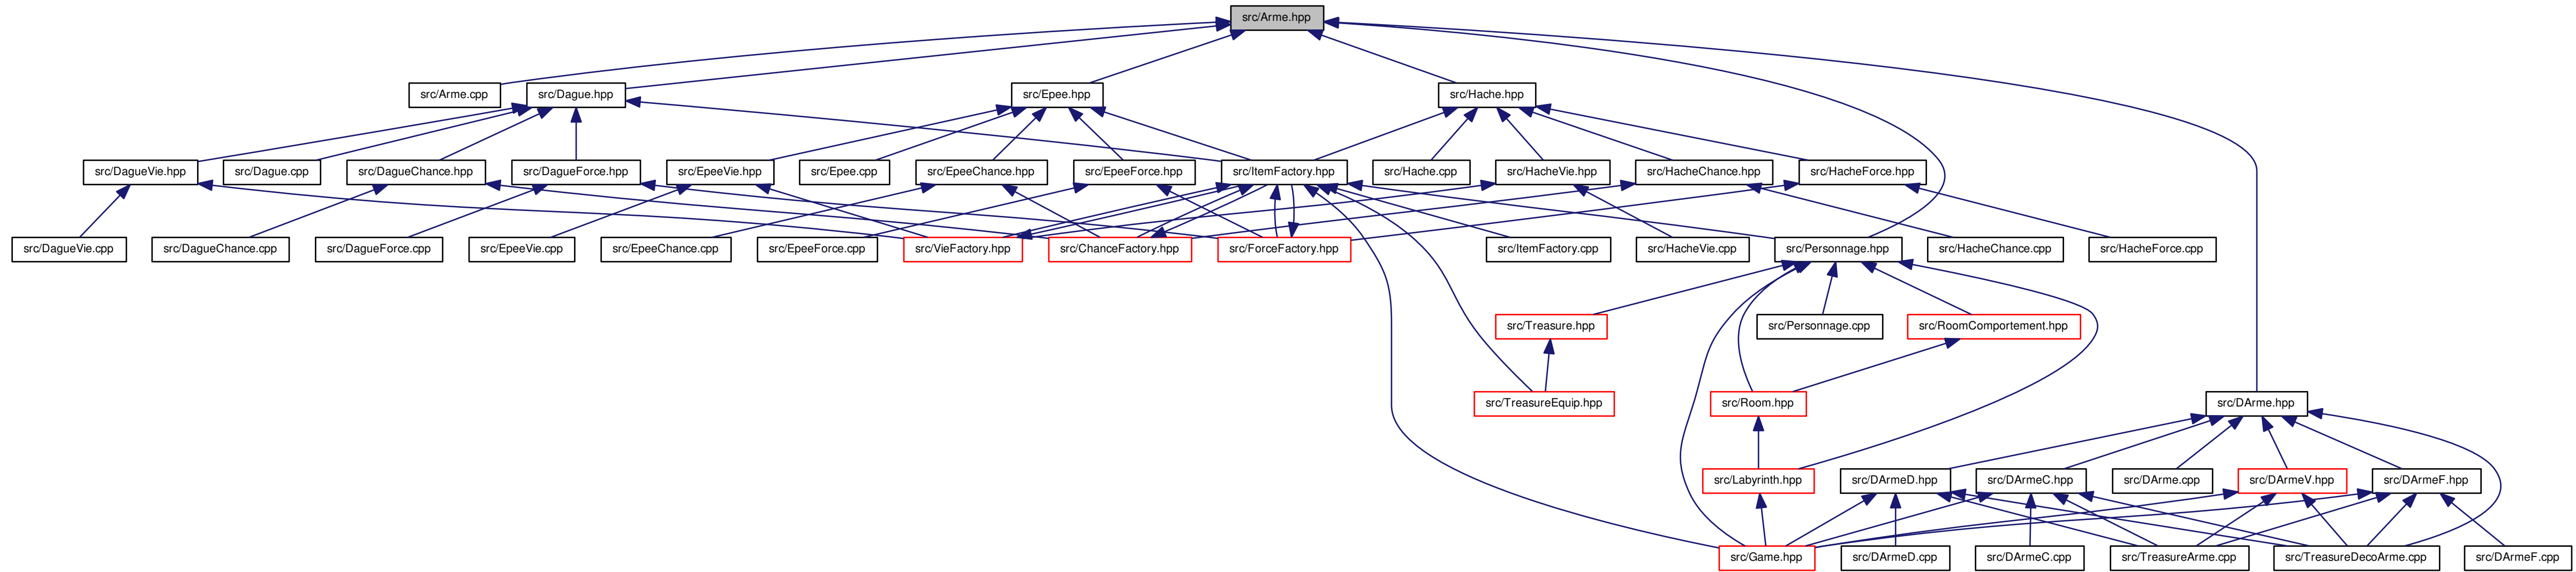 src/Arme.hpp
src/Arme.cpp
src/Dague.hpp
src/Epee.hpp
src/Hache.hpp
src/DagueVie.hpp
src/Dague.cpp
src/DagueChance.hpp
src/DagueForce.hpp
src/EpeeVie.hpp
src/Epee.cpp
src/EpeeChance.hpp
src/EpeeForce.hpp
src/ItemFactory.hpp
src/Hache.cpp
src/HacheVie.hpp
src/HacheChance.hpp
src/HacheForce.hpp
src/DagueVie.cpp
src/DagueChance.cpp
src/DagueForce.cpp
src/EpeeVie.cpp
src/EpeeChance.cpp
src/EpeeForce.cpp
src/VieFactory.hpp
src/ChanceFactory.hpp
src/ForceFactory.hpp
src/ItemFactory.cpp
src/HacheVie.cpp
src/Personnage.hpp
src/HacheChance.cpp
src/HacheForce.cpp
src/Treasure.hpp
src/Personnage.cpp
src/RoomComportement.hpp
src/TreasureEquip.hpp
src/Room.hpp
src/DArme.hpp
src/Labyrinth.hpp
src/DArmeD.hpp
src/DArmeC.hpp
src/DArme.cpp
src/DArmeV.hpp
src/DArmeF.hpp
src/Game.hpp
src/DArmeD.cpp
src/DArmeC.cpp
src/TreasureArme.cpp
src/TreasureDecoArme.cpp
src/DArmeF.cpp